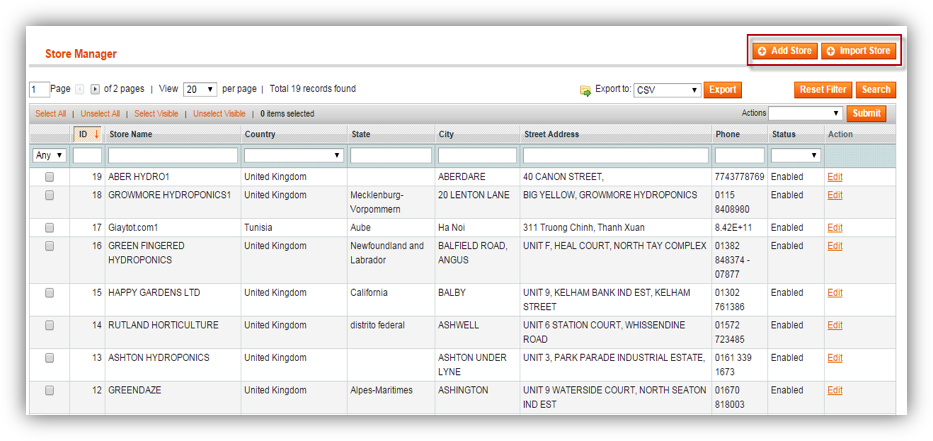 Store Manager
Add Store Import Store
1 Page of 2 pages | View 20 per page | Total 19 records found Export to: CSV Export Reset Filter Search
Select All | Unselect All | Select Visible | Unselect Visible | 0 items selected Actions Submit
ID Store Name Country State City Street Address Phone Status Action
Any
19 ABER HYDRO1 United Kingdom ABERDARE 40 CANON STREET, 7743778769 Enabled Edit
18 GROWMORE HYDROPONICS1 United Kingdom Mecklenburg- 20 LENTON LANE BIG YELLOW, GROWMORE HYDROPONICS 0115 Enabled Edit
Vorpommern 8408980
17 Giaytot.com1 Tunisia Aube Ha Noi 311 Truong Chinh, Thanh Xuan 8.42E+11 Enabled Edit
16 GREEN FINGERED United Kingdom Newfoundland and BALFIELD ROAD, UNIT F, HEAL COURT, NORTH TAY COMPLEX 01382 Enabled Edit
HYDROPONICS Labrador ANGUS 848374 -
07877
15 HAPPY GARDENS LTD United Kingdom California BALBY UNIT 9, KELHAM BANK IND EST, KELHAM 01302 Enabled Edit
STREET 761386
14 RUTLAND HORTICULTURE United Kingdom distrito federal ASHWELL UNIT 6 STATION COURT, WHISSENDINE 01572 Enabled Edit
ROAD 723485
13 ASHTON HYDROPONICS United Kingdom ASHTON UNDER UNIT 3, PARK PARADE INDUSTRIAL ESTATE, 0161 339 Enabled Edit
LYNE 1673
12 GREENDAZE United Kingdom Alpes-Maritimes ASHINGTON UNIT 9 WATERSIDE COURT, NORTH SEATON 01670 Enabled Edit
IND EST 818003